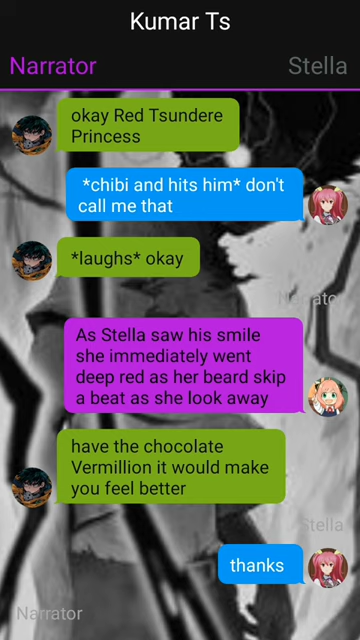 Kumar Ts
Narrator
Stella
okay Red Tsundere
Princess
*chibi and hits him* don't
call me that
*laughs* okay
Narrato
As Stella saw his smile
she immediately went
deep red as her beard skip
a beat as she look away
have the chocolate
Vermillion it would make
you feel better
Stella
thanks
Narrator